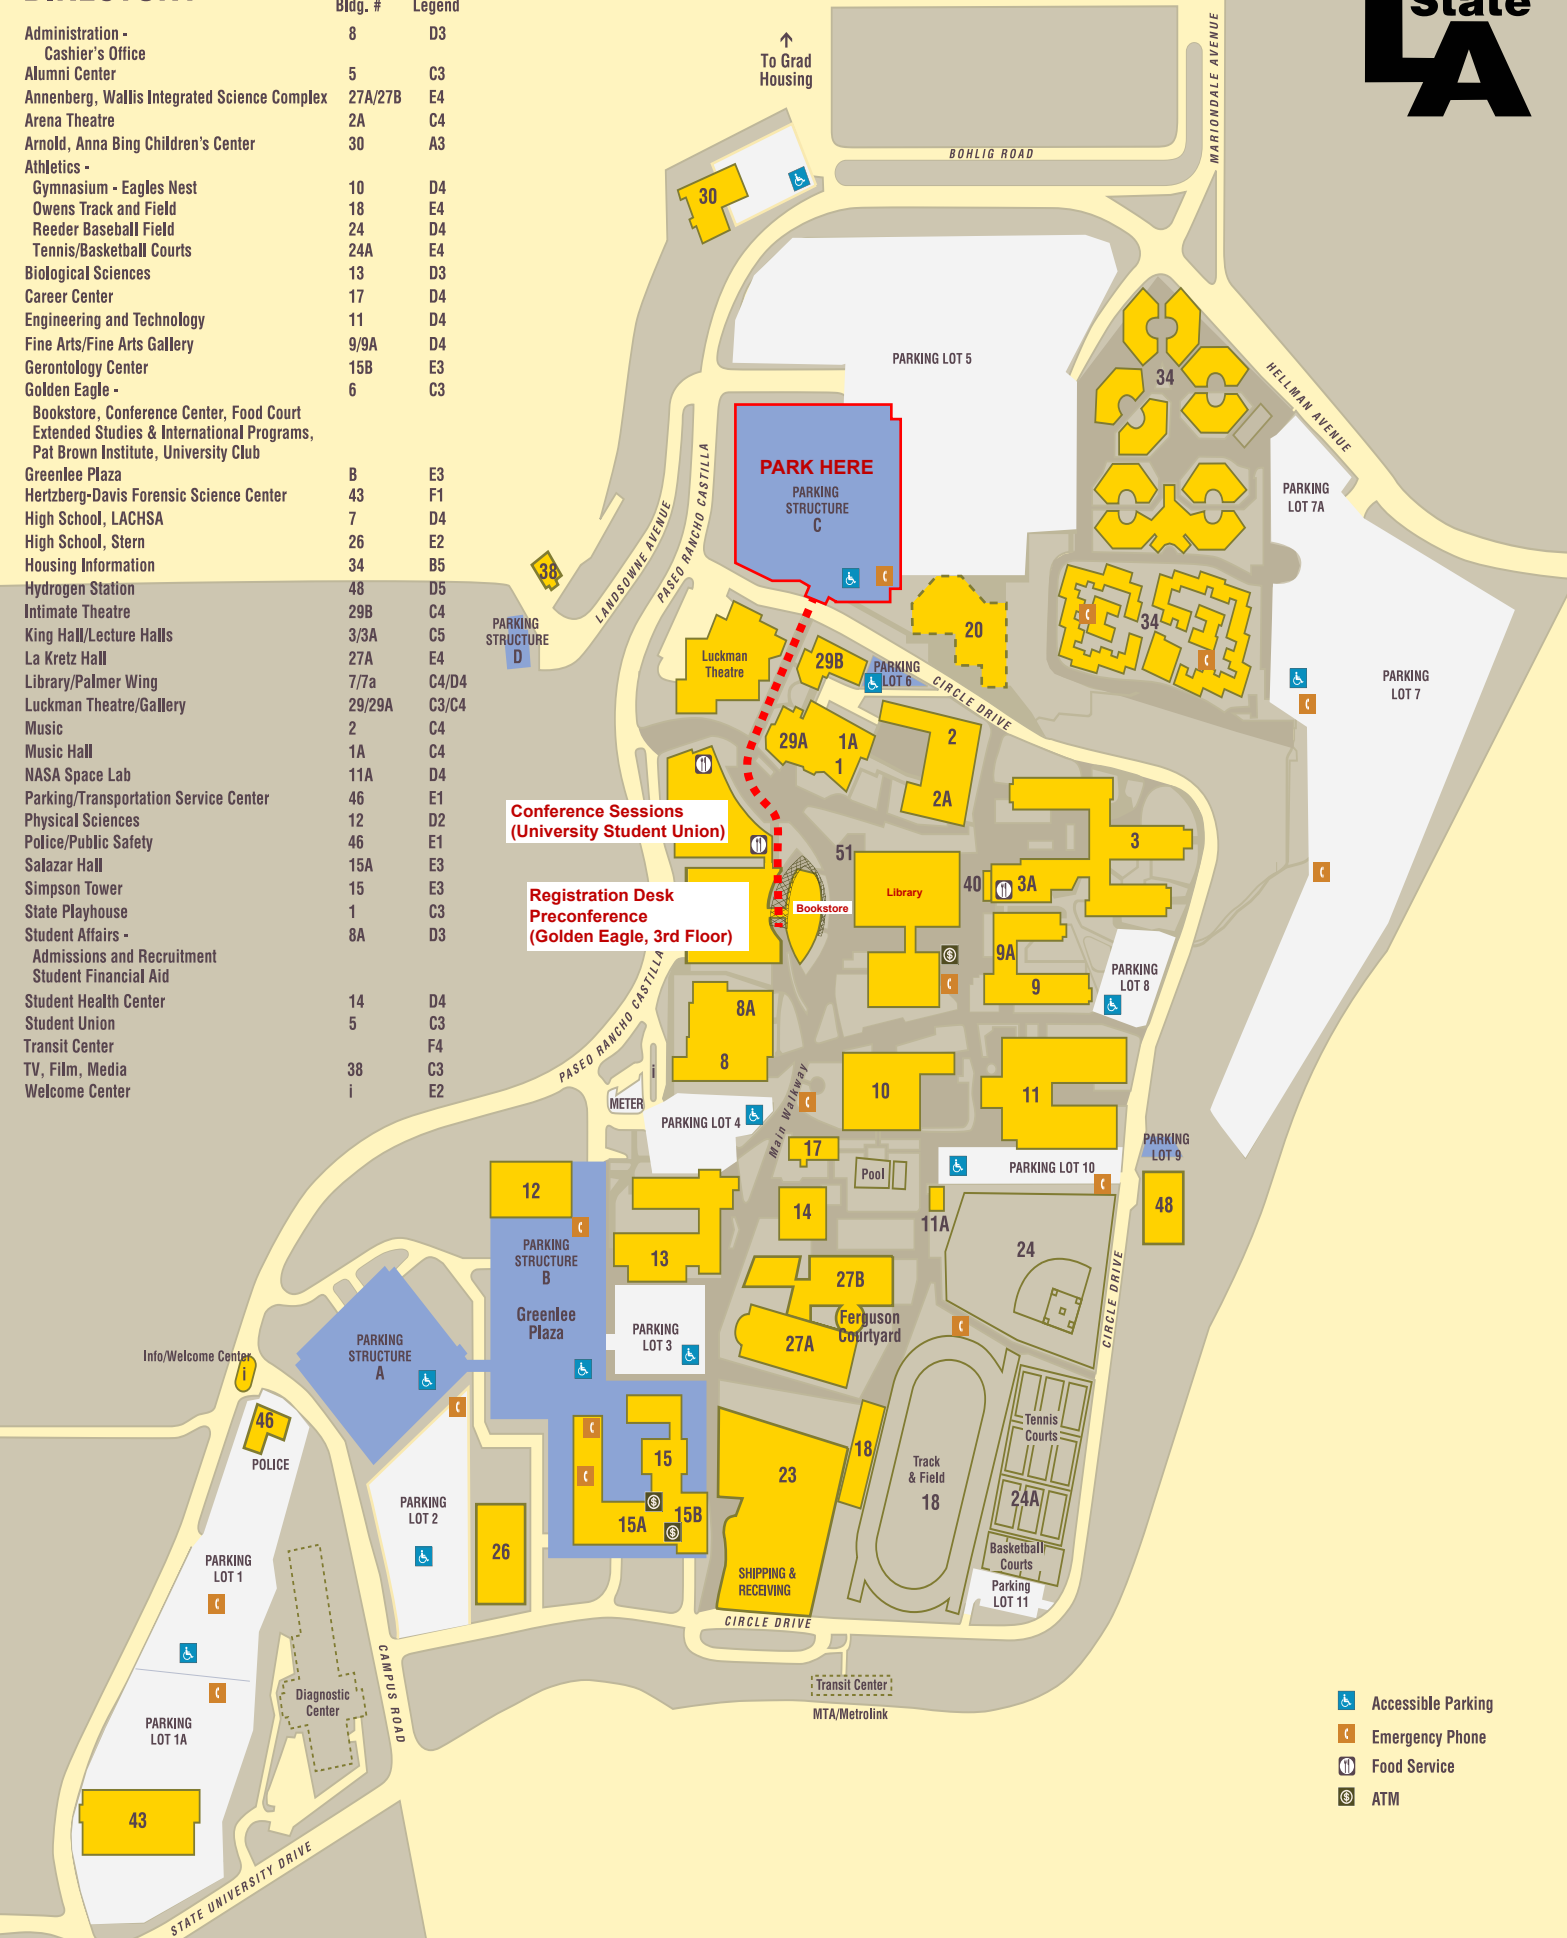 DIRECTORY
Bldg. # Legend
Administration - 8 D3
Cashier's Office
Alumni Center 5 C3
Annenberg, Wallis Integrated Science Complex 27A/27B E4
Arena Theatre 2A C4
Arnold, Anna Bing Children's Center 30 A3
Athletics -
Gymnasium - Eagles Nest 10 D4
Owens Track and Field 18 E4
Reeder Baseball Field 24 D4
Tennis/Basketball Courts 24A E4
Biological Sciences 13 D3
Career Center 17 D4
Engineering and Technology 11 D4
Fine Arts/Fine Arts Gallery 9/9A D4
Gerontology Center 15B E3
Golden Eagle - 6 C3
Bookstore, Conference Center, Food Court
Extended Studies & International Programs,
Pat Brown Institute, University Club
Greenlee Plaza B E3
Hertzberg-Davis Forensic Science Center 43 F1
High School, LACHSA 7 D4
High School, Stern 26 E2
Housing Information 34 B5
Hydrogen Station 48 D5
Intimate Theatre 29B C4
King Hall/Lecture Halls 3/3A C5
La Kretz Hall 27A E4
Library/Palmer Wing 7/7a C4/D4
Luckman Theatre/Gallery 29/29A C3/C4
Music 2 C4
Music Hall 1A C4
NASA Space Lab 11A D4
Parking/Transportation Service Center 46 E1
Physical Sciences 12 D2
Police/Public Safety 46 E1
Salazar Hall 15A E3
Simpson Tower 15 E3
State Playhouse 1 C3
Student Affairs - 8A D3
Admissions and Recruitment
Student Financial Aid
Student Health Center 14 D4
Student Union 5 C3
Transit Center F4
TV, Film, Media 38 C3
Welcome Center i E2
State
LA
To Grad
Housing
MARIONDALE AVENUE
BOHLIG ROAD
30
PARKING LOT 5
34
HELLMAN AVENUE
PARK HERE
PARKING
STRUCTURE
C
PARKING
LOT 7A
LANDSOWNE AVENUE
PASEO RANCHO CASTILLA
38
PARKING
STRUCTURE
D
34
20
Luckman
Theatre
29B
PARKING
LOT 6
CIRCLE DRIVE
PARKING
LOT 7
29A
1A
1
2
2A
Conference Sessions
(University Student Union)
3
51
Library
40
3A
Registration Desk
Preconference
(Golden Eagle, 3rd Floor)
Bookstore
9A
9
PARKING
LOT 8
PASEO RANCHO CASTILLA
8A
8
i
METER
PARKING LOT 4
Main Walkway
10
11
17
Pool
PARKING LOT 10
PARKING
LOT 9
12
14
11A
48
PARKING
STRUCTURE
B
13
24
Greenlee
Plaza
27B
Ferguson
Courtyard
27A
PARKING
LOT 3
CIRCLE DRIVE
PARKING
STRUCTURE
A
Info/Welcome Center
i
46
POLICE
Tennis
Courts
15
18
23
Track
& Field
18
24A
PARKING
LOT 2
15A
15B
26
Basketball
Courts
SHIPPING &
RECEIVING
Parking
LOT 11
PARKING
LOT 1
CIRCLE DRIVE
CAMPUS ROAD
Diagnostic
Center
Transit Center
MTA/Metrolink
PARKING
LOT 1A
43
STATE UNIVERSITY DRIVE
Accessible Parking
Emergency Phone
Food Service
ATM